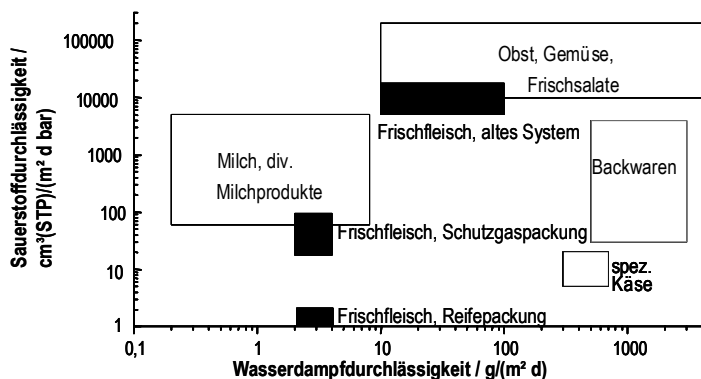 Sauerstoffdurchlässigkeit /
cm³(STP)/(m² d bar)
100000
10000
1000
100
10
1
Obst, Gemüse,
Frischsalate
Frischfleisch, altes System
Milch, div.
Milchprodukte
Backwaren
Frischfleisch, Schutzgaspackung
spez.
Käse
Frischfleisch, Reifepackung
0,1
1
10
100
1000
Wasserdampfdurchlässigkeit / g/(m² d)